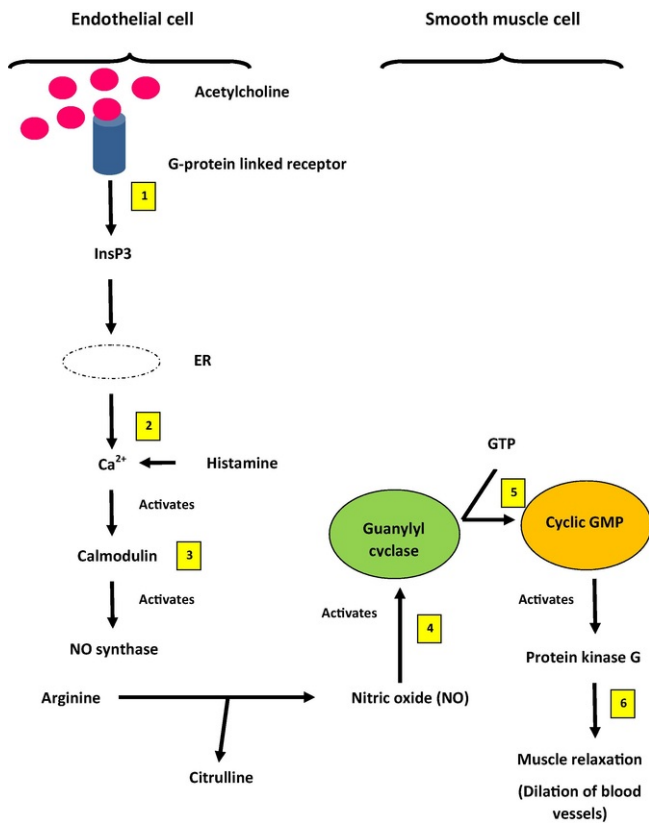 Endothelial cell
Smooth muscle cell
Acetylcholine
G-protein linked receptor
1
InsP3
ER
2
Ca²⁺
Histamine
GTP
5
Activates
Guanylyl
cyclase
Cyclic GMP
Calmodulin
3
Activates
Activates
4
Activates
NO synthase
Protein kinase G
Arginine
Nitric oxide (NO)
6
Citrulline
Muscle relaxation
(Dilation of blood
vessels)